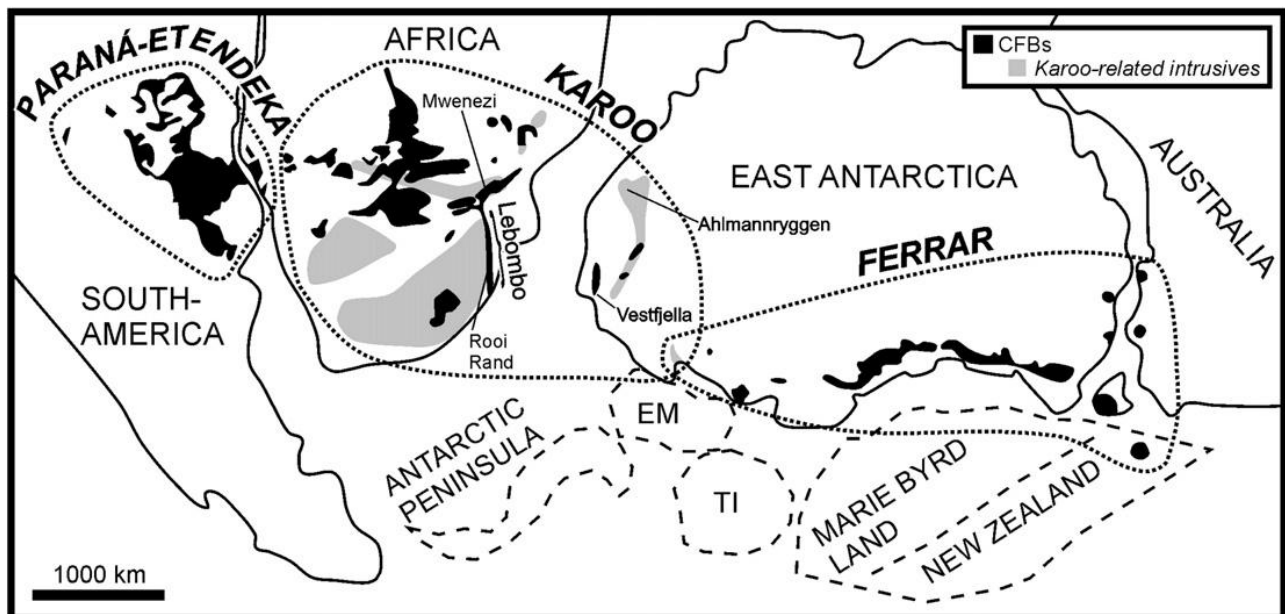 PARANÁ-ETENDEKA
AFRICA
KAROO
CFBs
Karoo-related intrusives
Mwenezi
Lebombo
Rooi
Rand
SOUTH-
AMERICA
EAST ANTARCTICA
Ahlmannryggen
Vestfjella
FERRAR
AUSTRALIA
ANTARCTIC
PENINSULA
EM
TI
MARIE BYRD
LAND
NEW ZEALAND
1000 km